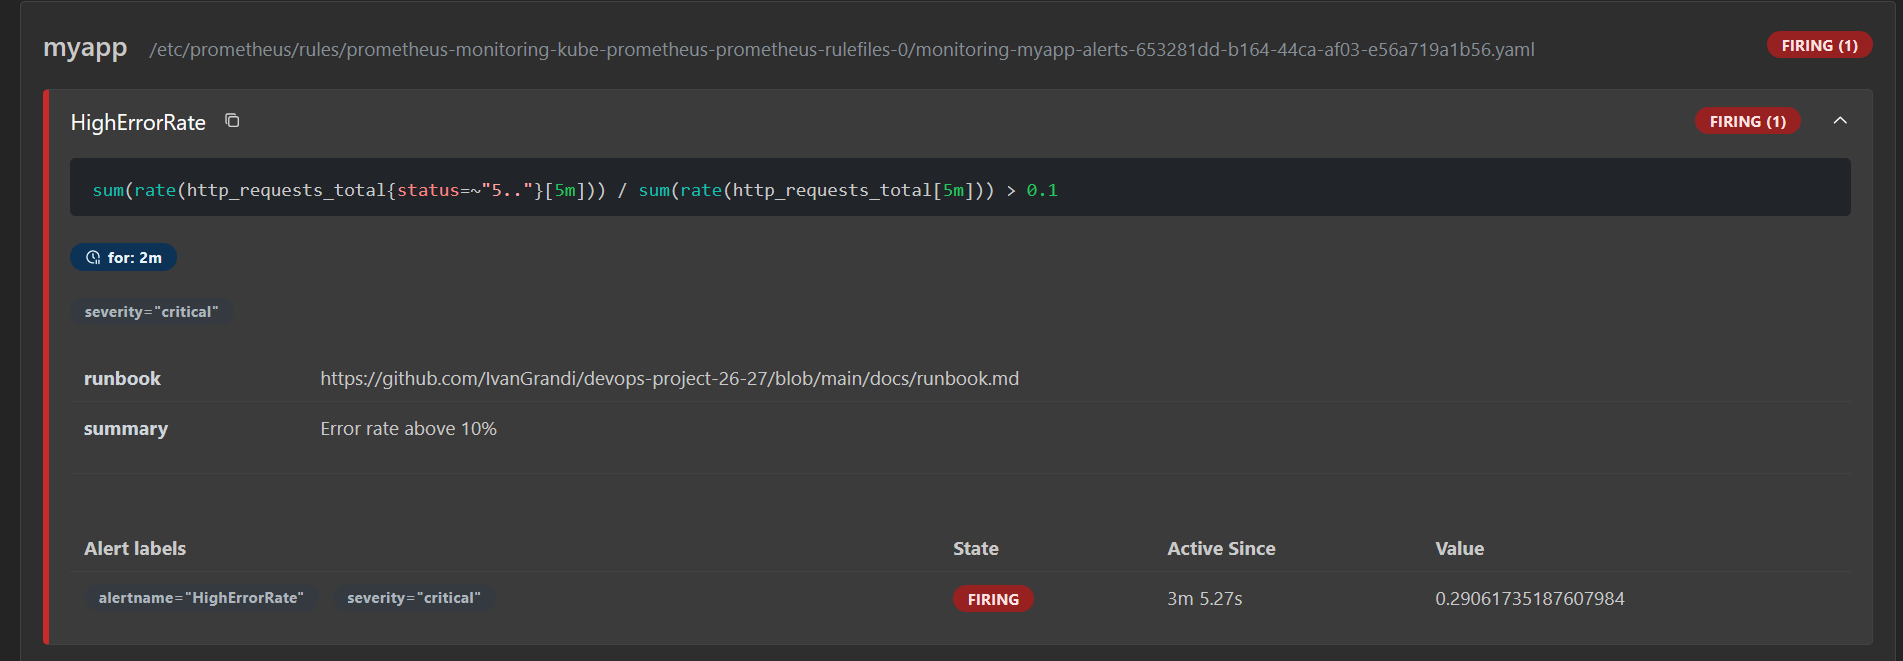 myapp /etc/prometheus/rules/prometheus-monitoring-kube-prometheus-prometheus-rulefiles-0/monitoring-myapp-alerts-653281dd-b164-44ca-af03-e56a719a1b56.yaml FIRING (1)
HighErrorRate FIRING (1)
sum(rate(http_requests_total{status=~"5.."}[5m])) / sum(rate(http_requests_total[5m])) > 0.1
for: 2m
severity="critical"
runbook https://github.com/IvanGrandi/devops-project-26-27/blob/main/docs/runbook.md
summary Error rate above 10%
Alert labels State Active Since Value
alertname="HighErrorRate" severity="critical" FIRING 3m 5.27s 0.29061735187607984